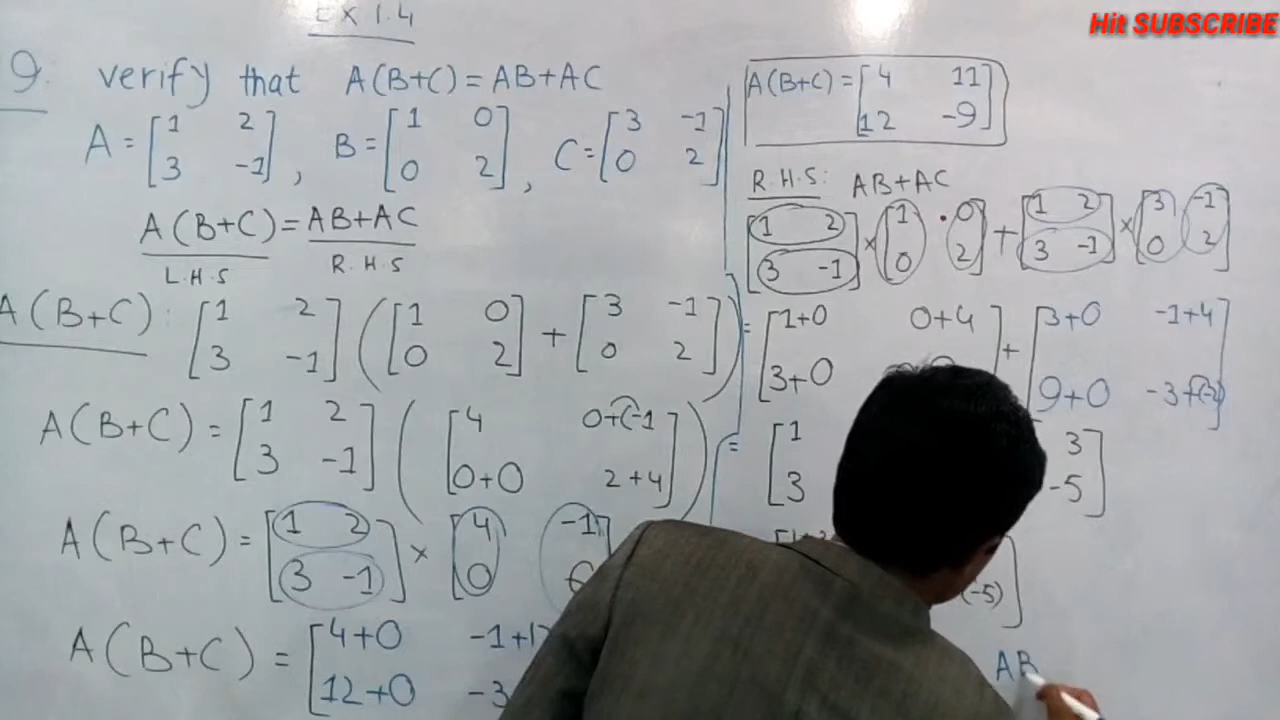 Hit SUBSCRIBE
Ex 1.4
9. verify that A(B+C)=AB+AC
A = [1 2
3 -1] , B = [1 0
0 2] , C = [3 -1
0 2]
A(B+C) = AB+AC
L.H.S R.H.S
A(B+C) : [1 2
3 -1] ([1 0
0 2] + [3 -1
0 2])
A(B+C) = [1 2
3 -1] ([4 0+(-1
0+0 2+4])
A(B+C) = [1 2
3 -1] × [4 -1
0 6
A(B+C) = [4+0 -1+12
12+0 -3
A(B+C) = [4 11
12 -9]
R.H.S: AB+AC
[1 2
3 -1] × [1 0
0 2] + [1 2
3 -1] × [3 -1
0 2]
= [1+0 0+4
3+0 ] + [3+0 -1+4
9+0 -3+(-2)]
= [1 3]
[3 -5]
(-5)]
AB